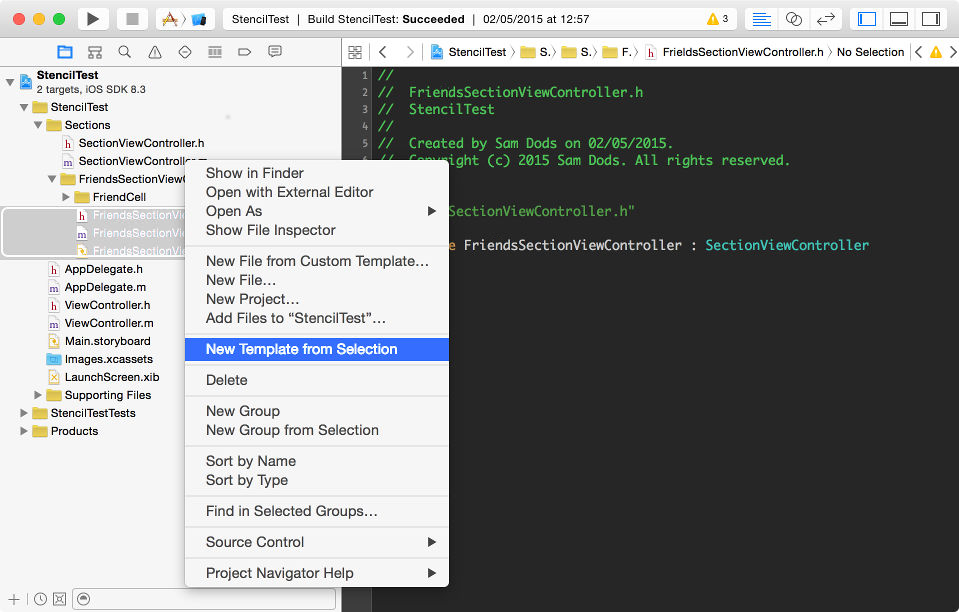 StencilTest | Build StencilTest: Succeeded | 02/05/2015 at 12:57 3
StencilTest S. S. F. h FrieldsSectionViewController.h No Selection
StencilTest
2 targets, iOS SDK 8.3
StencilTest
Sections
h SectionViewController.h
m SectionViewController.m
FriendsSectionView
FriendCell
h FriendsSectionVie
m FriendsSectionVie
FriendsSectionVie
h AppDelegate.h
m AppDelegate.m
h ViewController.h
m ViewController.m
Main.storyboard
Images.xcassets
LaunchScreen.xib
Supporting Files
StencilTestTests
Products
Show in Finder
Open with External Editor
Open As
Show File Inspector
New File from Custom Template…
New File…
New Project…
Add Files to “StencilTest”…
New Template from Selection
Delete
New Group
New Group from Selection
Sort by Name
Sort by Type
Find in Selected Groups…
Source Control
Project Navigator Help
1 //
2 // FriendsSectionViewController.h
3 // StencilTest
4 //
5 // Created by Sam Dods on 02/05/2015.
6 // Copyright (c) 2015 Sam Dods. All rights reserved.
SectionViewController.h"
e FriendsSectionViewController : SectionViewController